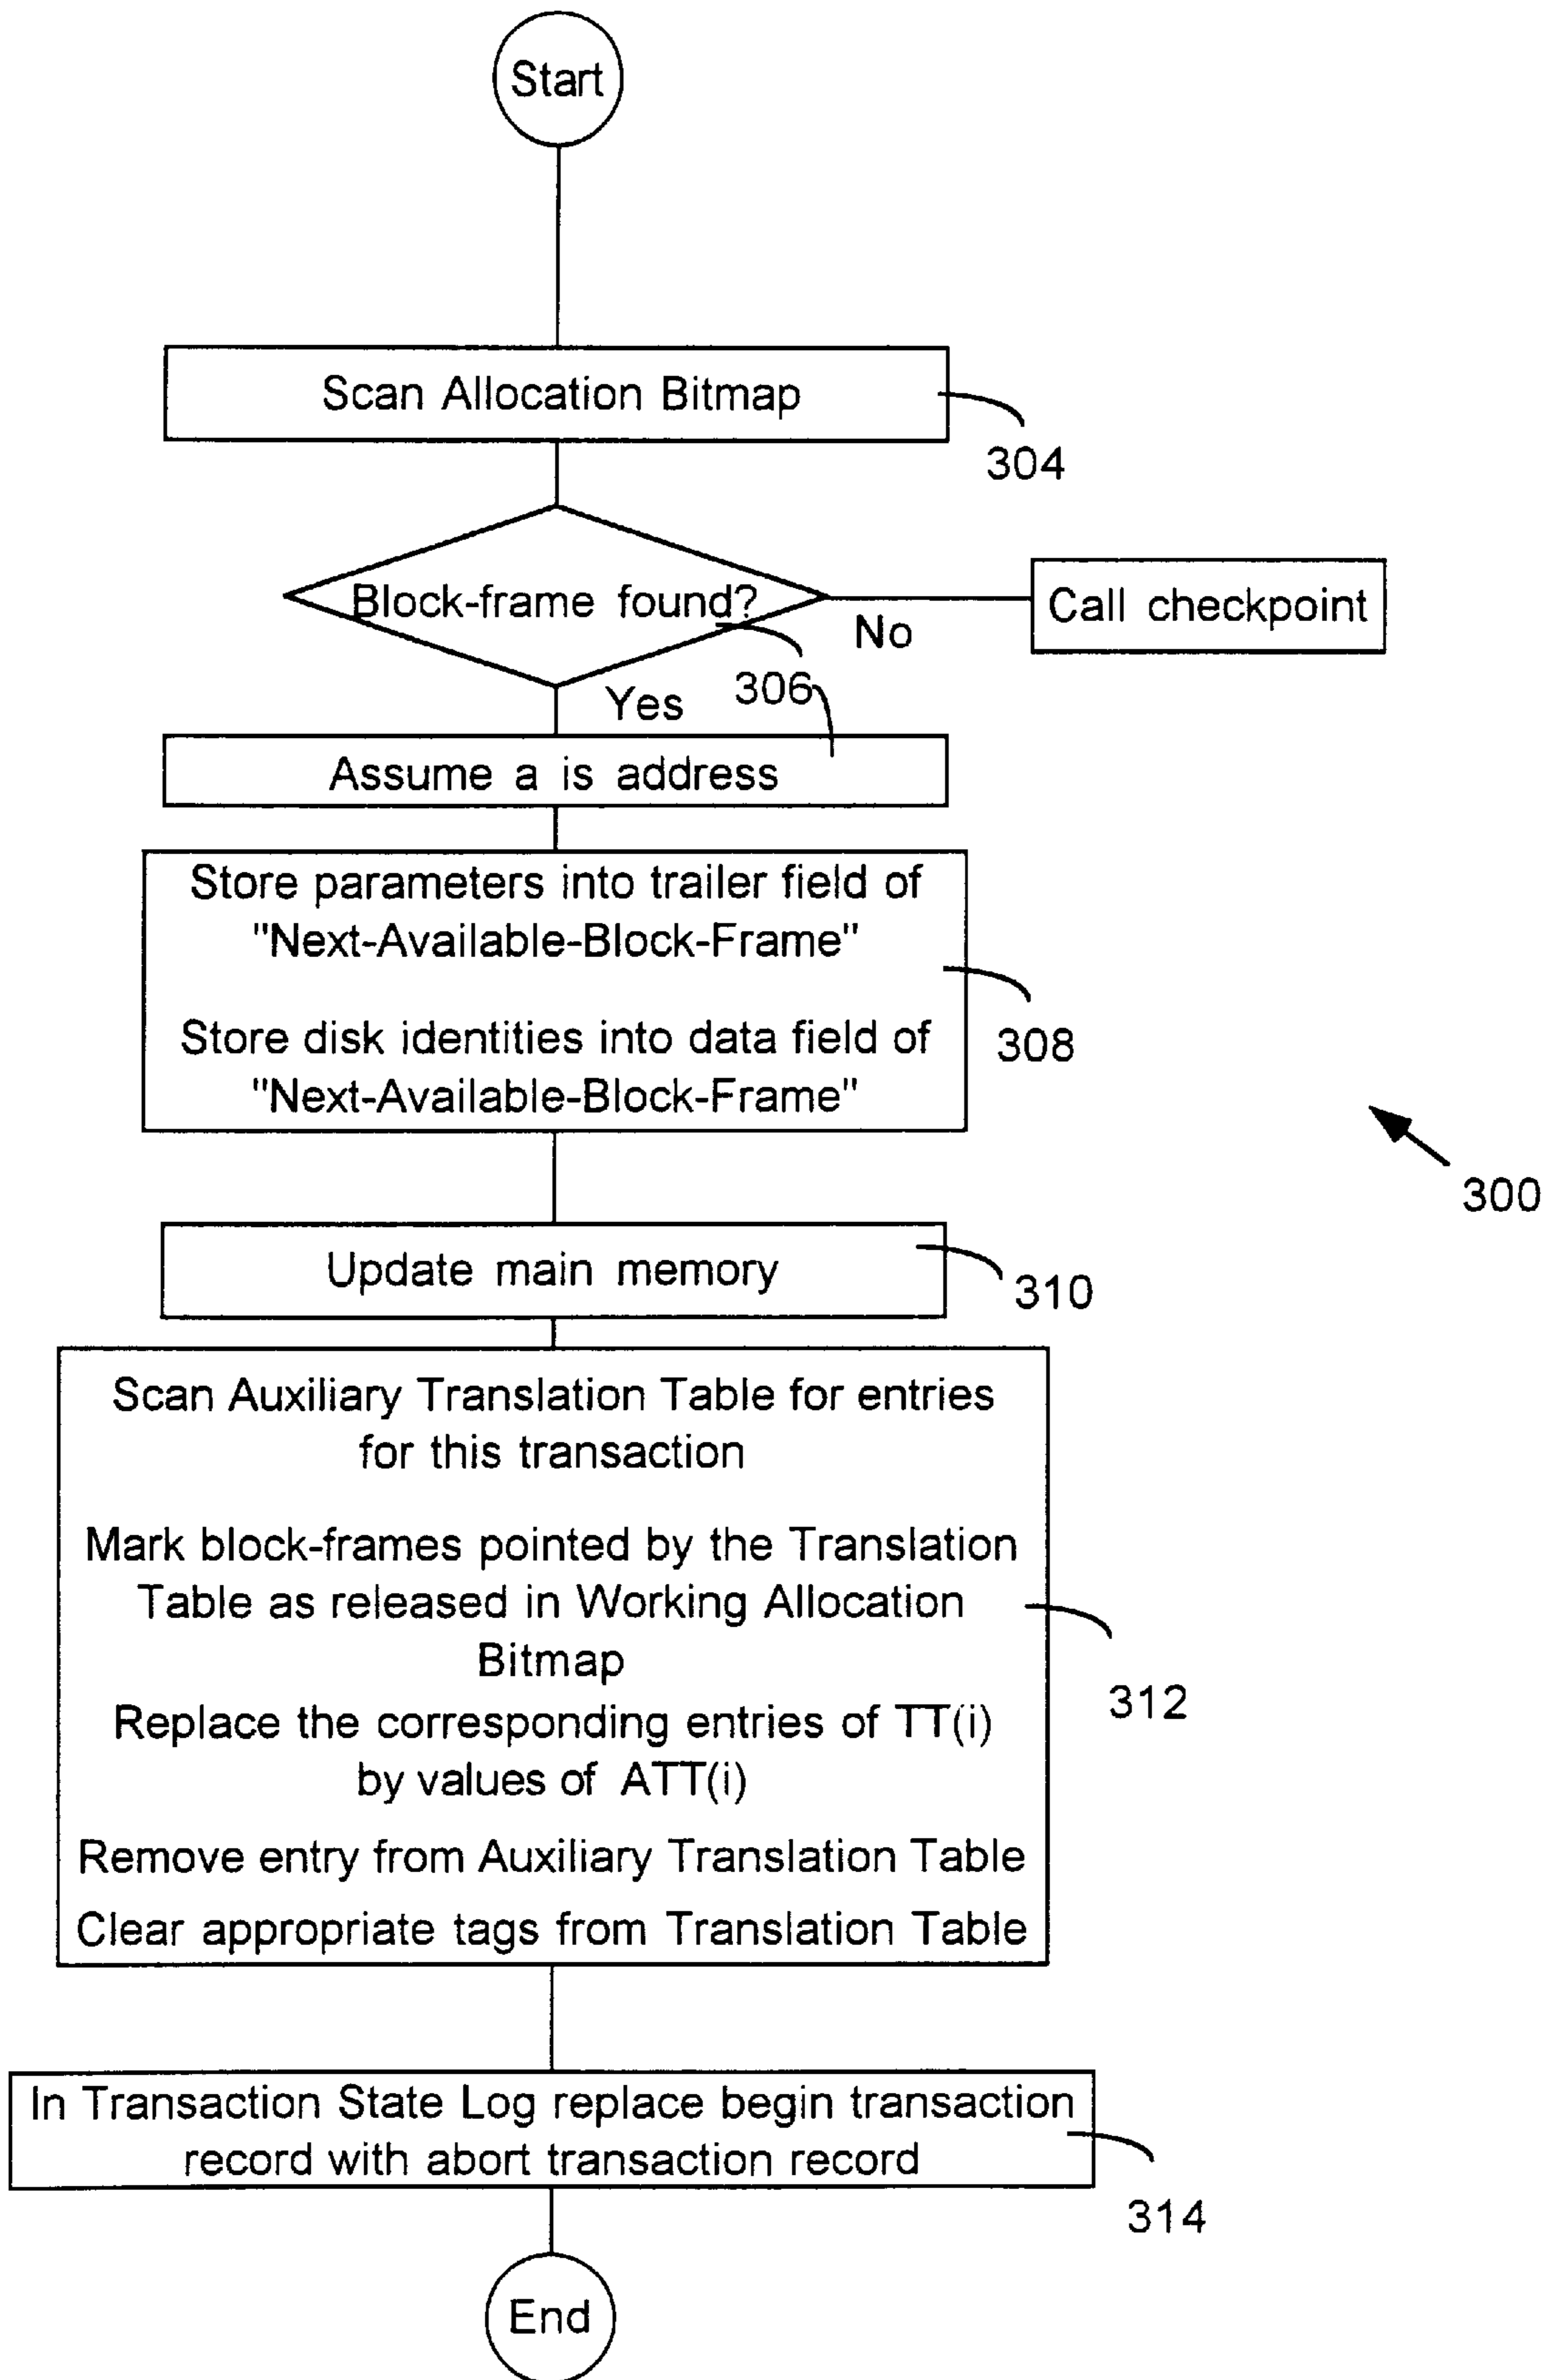 Start
Scan Allocation Bitmap
304
Block-frame found?
No
Call checkpoint
306
Yes
Assume a is address
Store parameters into trailer field of
"Next-Available-Block-Frame"
Store disk identities into data field of
"Next-Available-Block-Frame"
308
300
Update main memory
310
Scan Auxiliary Translation Table for entries
for this transaction
Mark block-frames pointed by the Translation
Table as released in Working Allocation
Bitmap
Replace the corresponding entries of TT(i)
by values of ATT(i)
Remove entry from Auxiliary Translation Table
Clear appropriate tags from Translation Table
312
In Transaction State Log replace begin transaction
record with abort transaction record
314
End